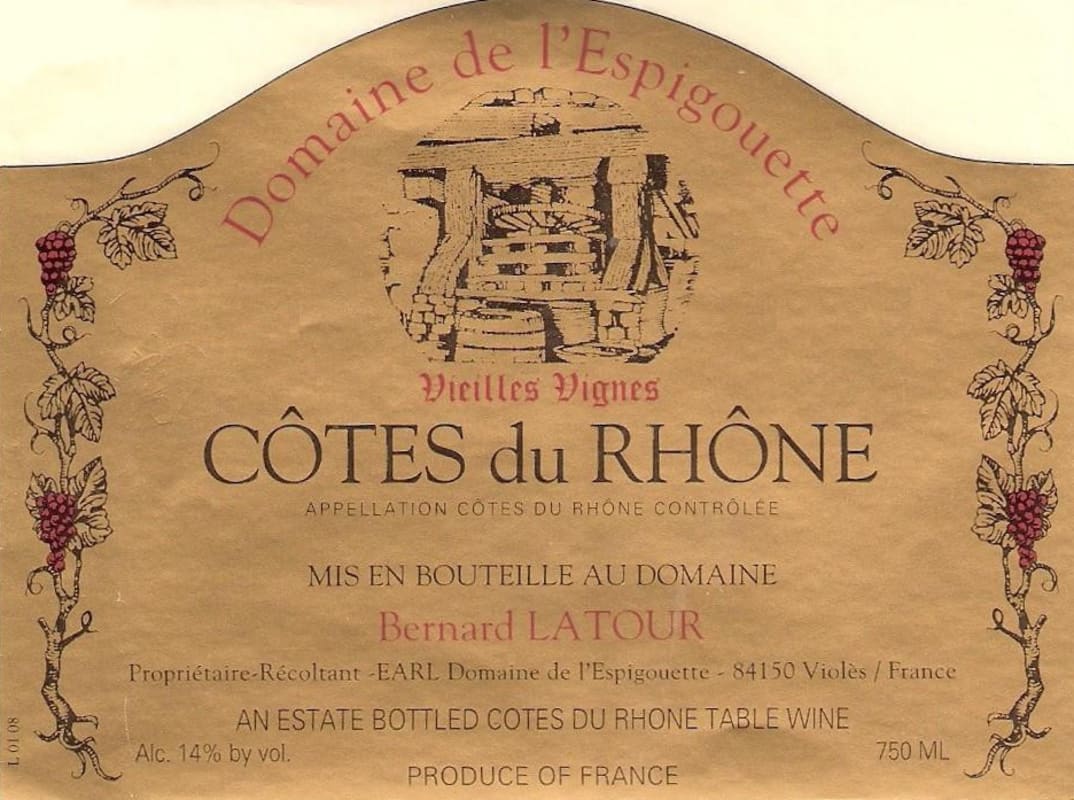 Domaine de l'Espigouette
Vieilles Vignes
CÔTES du RHÔNE
APPELLATION CÔTES DU RHÔNE CONTRÔLÉE
MIS EN BOUTEILLE AU DOMAINE
Bernard LATOUR
Propriétaire-Récoltant -EARL Domaine de l'Espigouette - 84150 Violès / France
AN ESTATE BOTTLED COTES DU RHONE TABLE WINE
Alc. 14% by vol.
750 ML
PRODUCE OF FRANCE
L 01 08